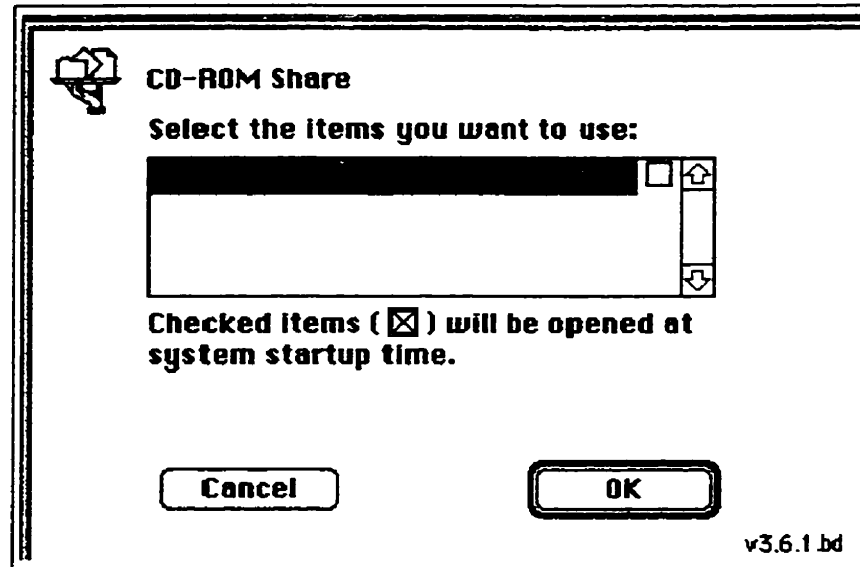 CD-ROM Share
Select the items you want to use:
Checked items ( ☒ ) will be opened at
system startup time.
Cancel
OK
v3.6.1.bd